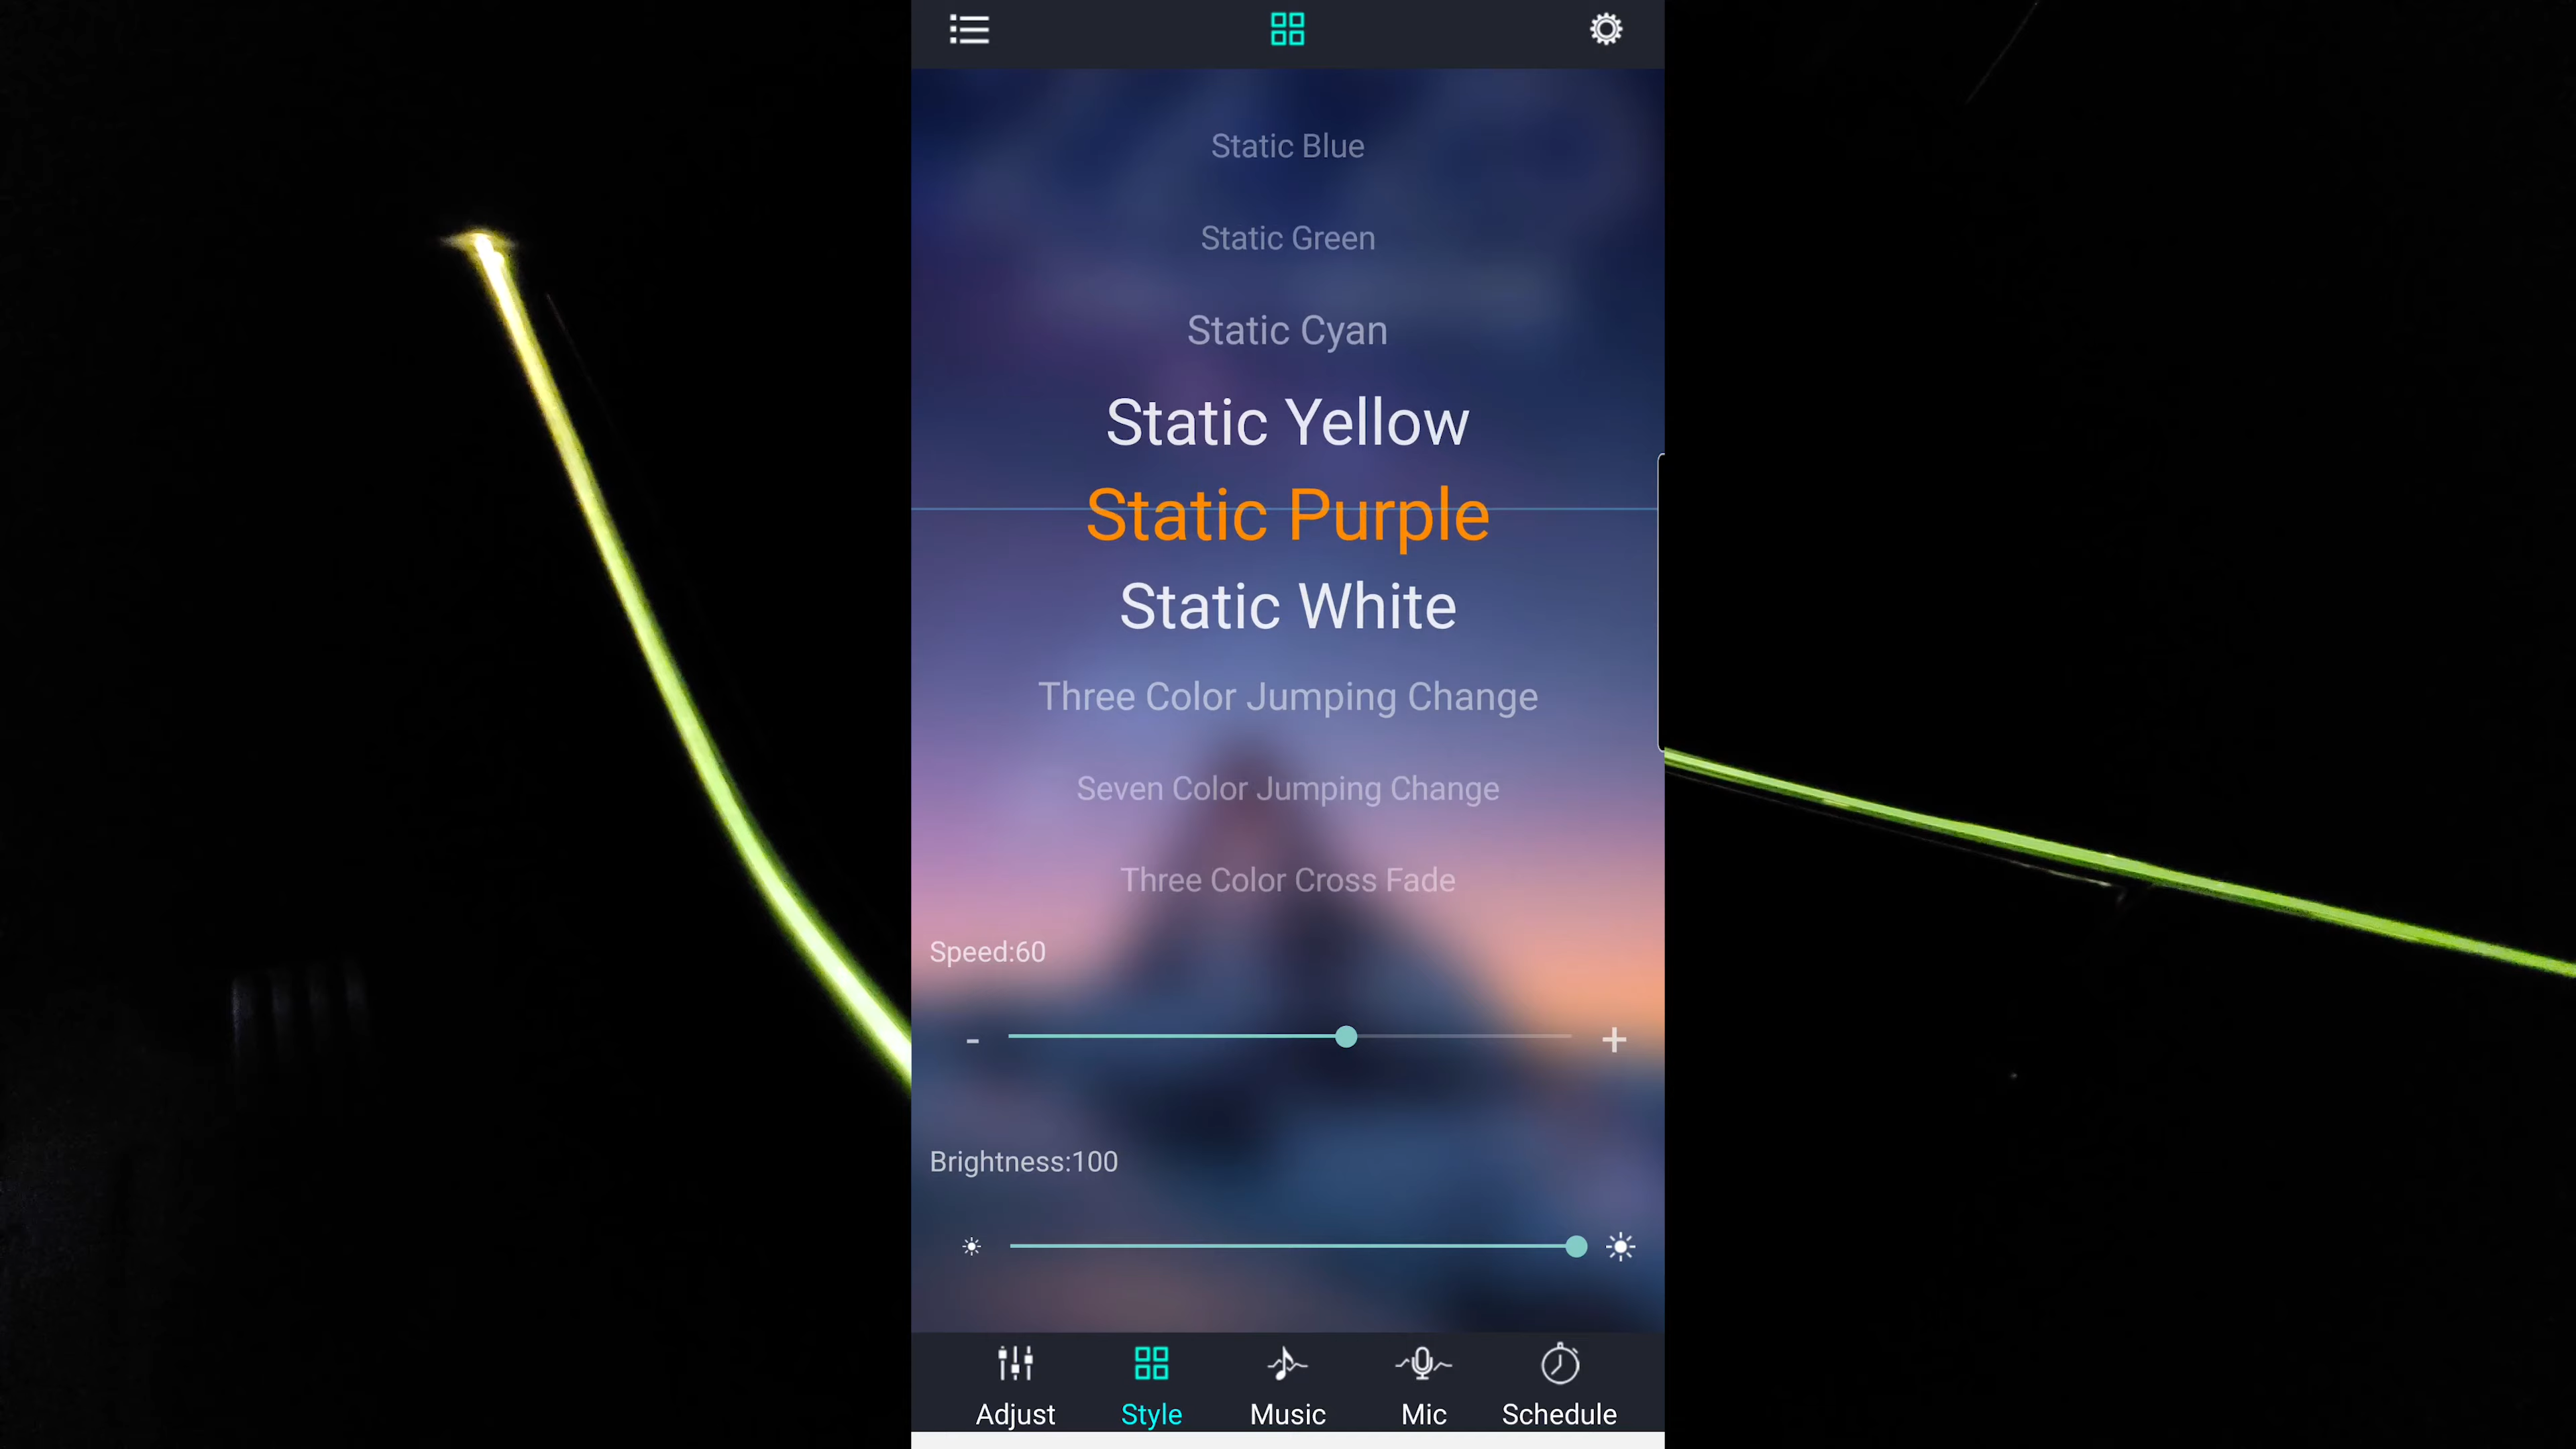 Static Blue
Static Green
Static Cyan
Static Yellow
Static Purple
Static White
Three Color Jumping Change
Seven Color Jumping Change
Three Color Cross Fade
Speed:60
- +
Brightness:100
Adjust Style Music Mic Schedule